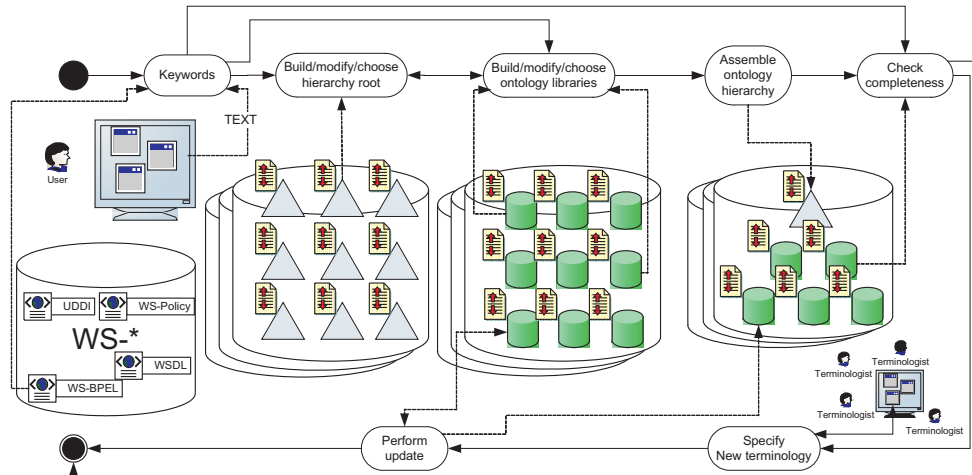 Keywords
Build/modify/choose
hierarchy root
Build/modify/choose
ontology libraries
Assemble
ontology
hierarchy
Check
completeness
TEXT
User
UDDI
WS-Policy
WS-*
WSDL
WS-BPEL
Terminologist
Terminologist
Terminologist
Terminologist
Perform
update
Specify
New terminology